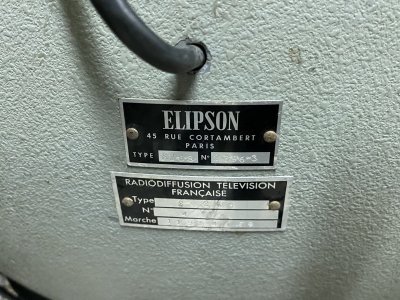 ELIPSON
45 RUE CORTAMBERT
PARIS
TYPE N°
RADIODIFFUSION TELEVISION
FRANÇAISE
Type
N°
Marche